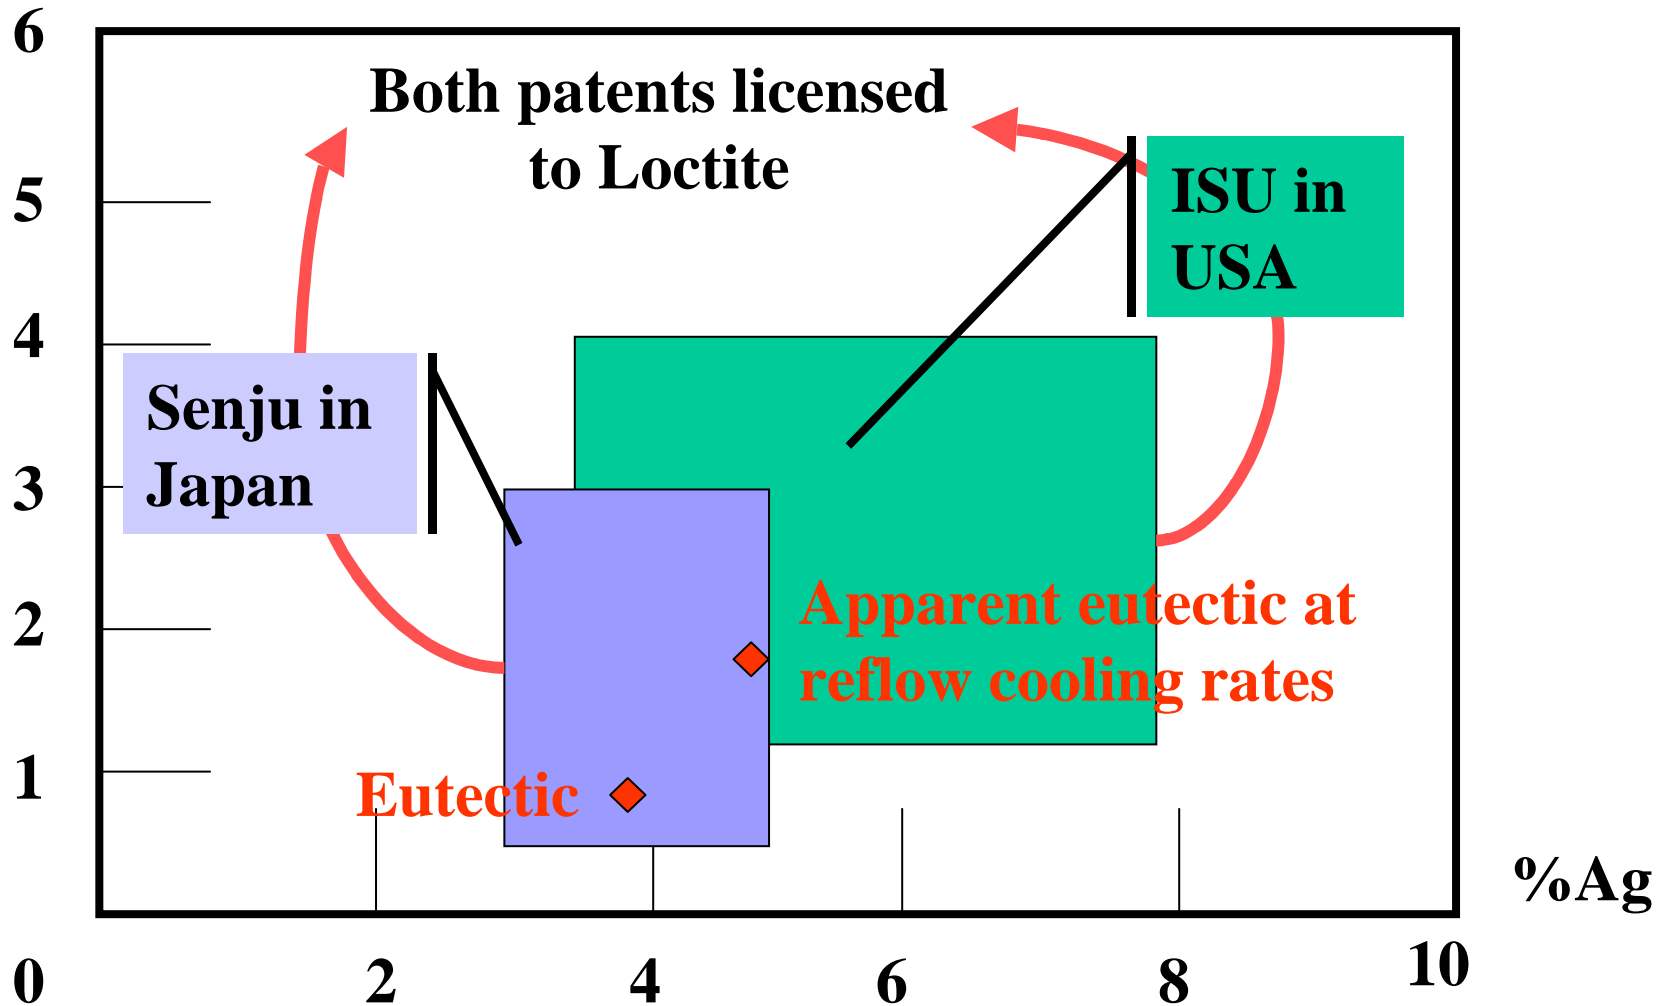 6
Both patents licensed
to Loctite
ISU in
USA
5
4
Senju in
Japan
3
Apparent eutectic at
reflow cooling rates
2
1
Eutectic
%Ag
0
2
4
6
8
10